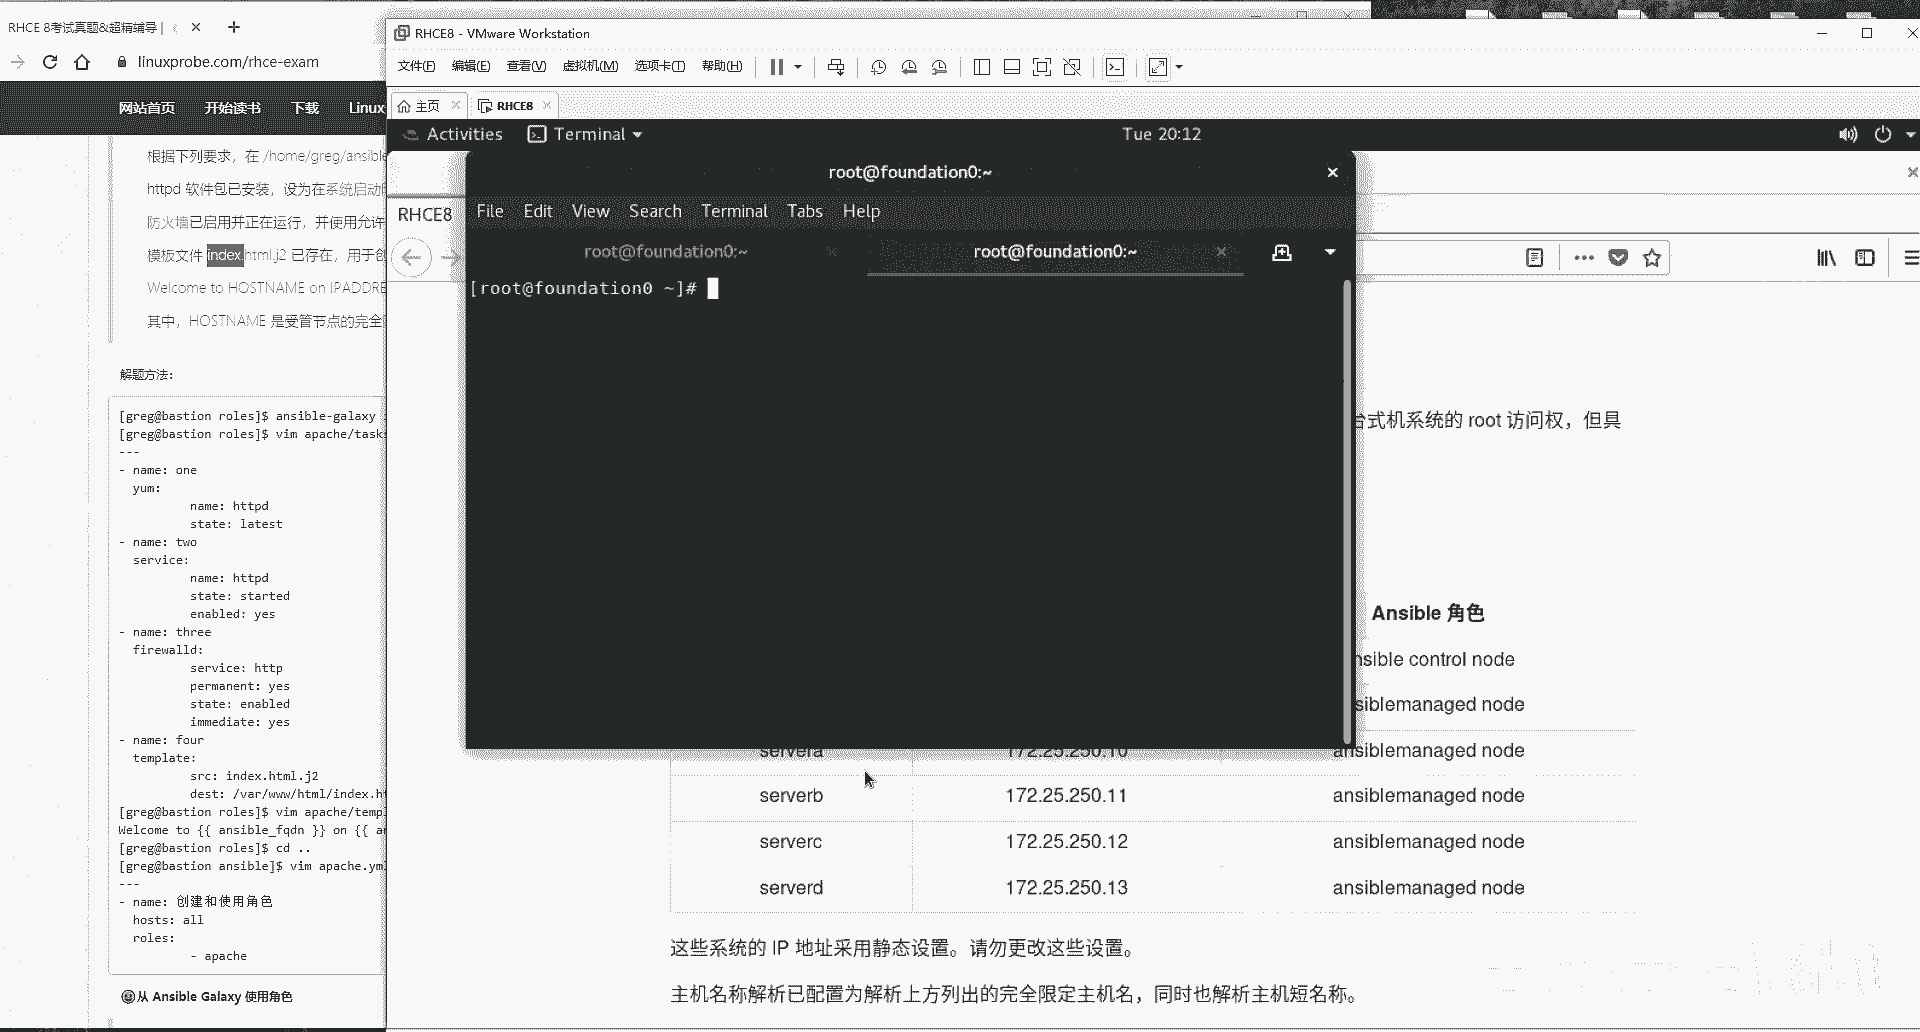 RHCE 8考试真题&超精辅导 |
linuxprobe.com/rhce-exam
网站首页 开始读书 下载 Linux
根据下列要求，在 /home/greg/ansible
httpd 软件包已安装，设为在系统启动
防火墙已启用并正在运行，并使用允许
模板文件 index.html.j2 已存在，用于创
Welcome to HOSTNAME on IPADDRE
其中，HOSTNAME 是受管节点的完全
解题方法:
[greg@bastion roles]$ ansible-galaxy
[greg@bastion roles]$ vim apache/tasks
---
- name: one
yum:
name: httpd
state: latest
- name: two
service:
name: httpd
state: started
enabled: yes
- name: three
firewalld:
service: http
permanent: yes
state: enabled
immediate: yes
- name: four
template:
src: index.html.j2
dest: /var/www/html/index.ht
[greg@bastion roles]$ vim apache/templ
Welcome to {{ ansible_fqdn }} on {{ an
[greg@bastion roles]$ cd ..
[greg@bastion ansible]$ vim apache.yml
---
- name: 创建和使用角色
hosts: all
roles:
- apache
从 Ansible Galaxy 使用角色
RHCE8 - VMware Workstation
文件(F) 编辑(E) 查看(V) 虚拟机(M) 选项卡(T) 帮助(H)
主页 RHCE8
Activities Terminal Tue 20:12
root@foundation0:~
RHCE8
File Edit View Search Terminal Tabs Help
root@foundation0:~ root@foundation0:~
[root@foundation0 ~]#
台式机系统的 root 访问权，但具
Ansible 角色
nsible control node
siblemanaged node
servera 172.25.250.10 ansiblemanaged node
serverb 172.25.250.11 ansiblemanaged node
serverc 172.25.250.12 ansiblemanaged node
serverd 172.25.250.13 ansiblemanaged node
这些系统的 IP 地址采用静态设置。请勿更改这些设置。
主机名称解析已配置为解析上方列出的完全限定主机名，同时也解析主机短名称。